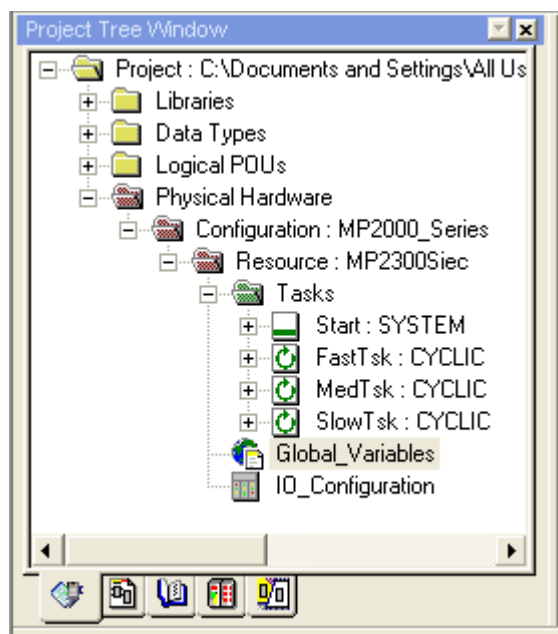 Project Tree Window
Project : C:\Documents and Settings\All Us
Libraries
Data Types
Logical POUs
Physical Hardware
Configuration : MP2000_Series
Resource : MP2300Siec
Tasks
Start : SYSTEM
FastTsk : CYCLIC
MedTsk : CYCLIC
SlowTsk : CYCLIC
Global_Variables
IO_Configuration